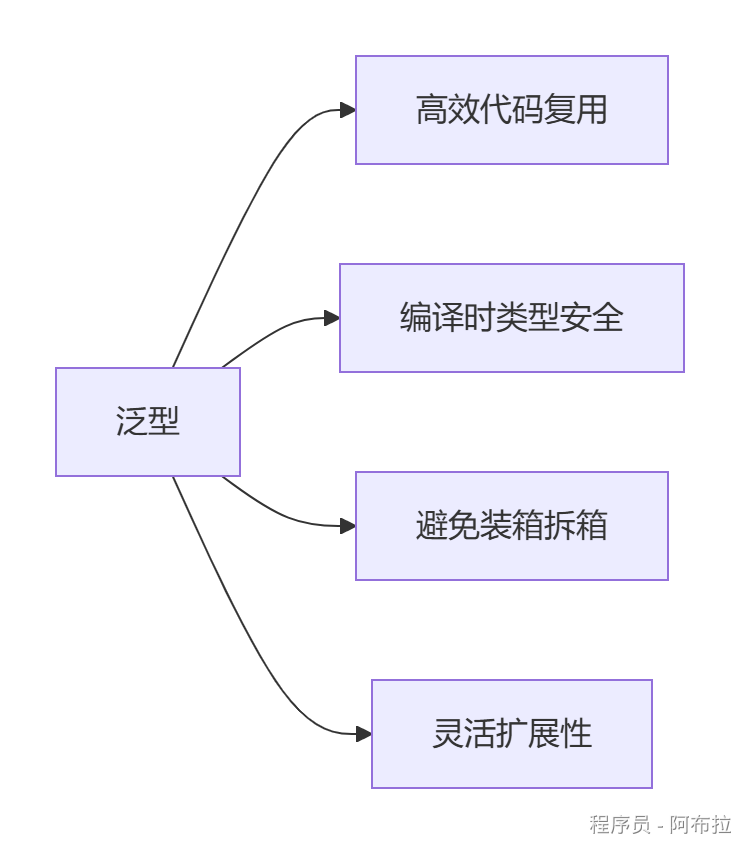 高效代码复用
编译时类型安全
泛型
避免装箱拆箱
灵活扩展性
程序员 - 阿布拉